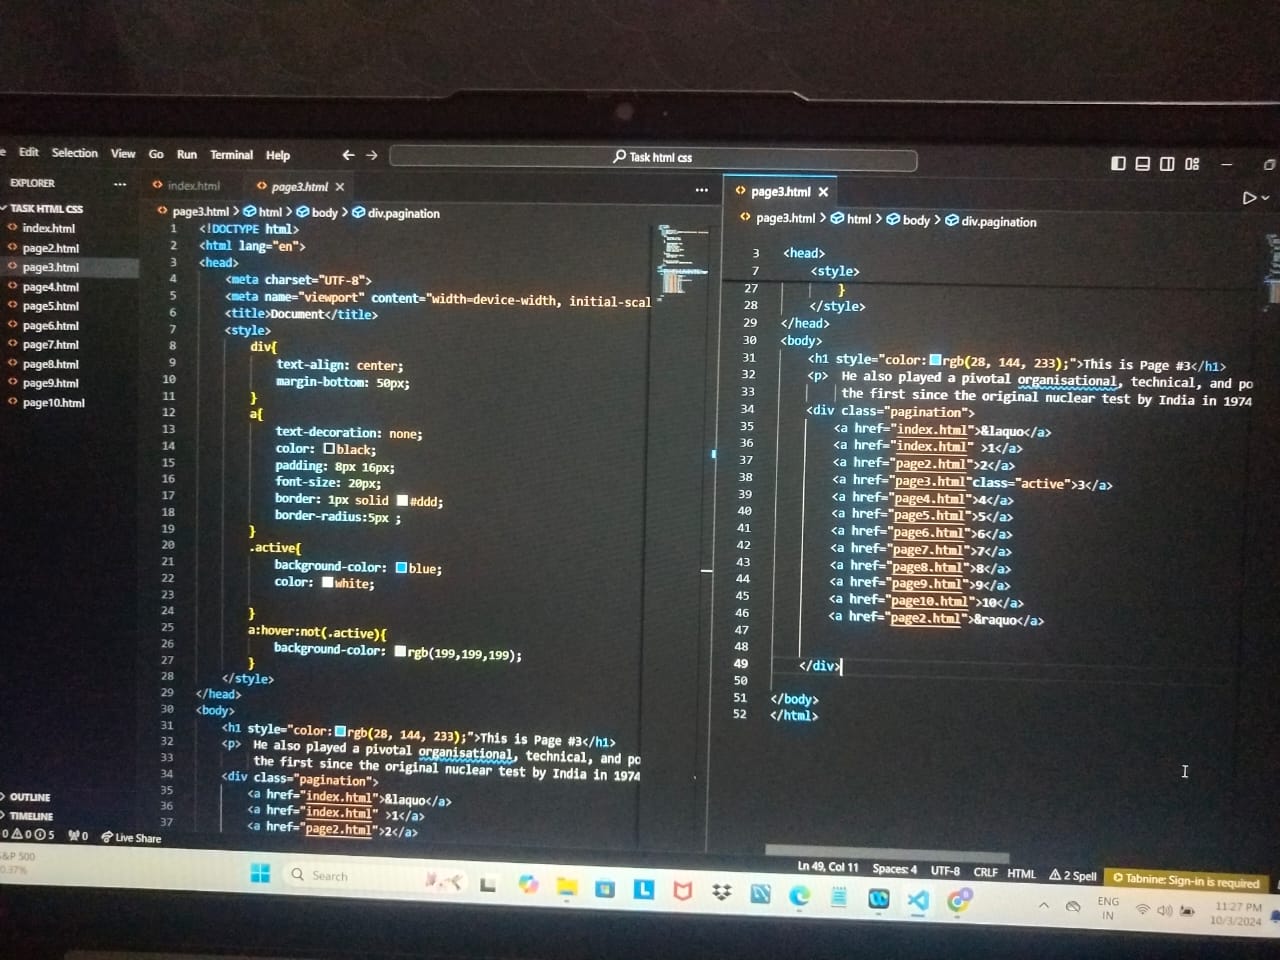 Edit Selection View Go Run Terminal Help
Task html css
EXPLORER
TASK HTML CSS
index.html
page2.html
page3.html
page4.html
page5.html
page6.html
page7.html
page8.html
page9.html
page10.html
OUTLINE
TIMELINE
index.html page3.html
page3.html > html > body > div.pagination
1 <!DOCTYPE html>
2 <html lang="en">
3 <head>
4 <meta charset="UTF-8">
5 <meta name="viewport" content="width=device-width, initial-scal
6 <title>Document</title>
7 <style>
8 div{
9 text-align: center;
10 margin-bottom: 50px;
11 }
12 a{
13 text-decoration: none;
14 color: black;
15 padding: 8px 16px;
16 font-size: 20px;
17 border: 1px solid #ddd;
18 border-radius:5px ;
19 }
20 .active{
21 background-color: blue;
22 color: white;
23
24 }
25 a:hover:not(.active){
26 background-color: rgb(199,199,199);
27 }
28 </style>
29 </head>
30 <body>
31 <h1 style="color: rgb(28, 144, 233);">This is Page #3</h1>
32 <p> He also played a pivotal organisational, technical, and po
33 the first since the original nuclear test by India in 1974
34 <div class="pagination">
35 <a href="index.html">&laquo</a>
36 <a href="index.html" >1</a>
37 <a href="page2.html">2</a>
page3.html
page3.html > html > body > div.pagination
3 <head>
7 <style>
27 }
28 </style>
29 </head>
30 <body>
31 <h1 style="color: rgb(28, 144, 233);">This is Page #3</h1>
32 <p> He also played a pivotal organisational, technical, and po
33 the first since the original nuclear test by India in 1974
34 <div class="pagination">
35 <a href="index.html">&laquo</a>
36 <a href="index.html" >1</a>
37 <a href="page2.html">2</a>
38 <a href="page3.html"class="active">3</a>
39 <a href="page4.html">4</a>
40 <a href="page5.html">5</a>
41 <a href="page6.html">6</a>
42 <a href="page7.html">7</a>
43 <a href="page8.html">8</a>
44 <a href="page9.html">9</a>
45 <a href="page10.html">10</a>
46 <a href="page2.html">&raquo</a>
47
48
49 </div>
50
51 </body>
52 </html>
0 0 5 0 Live Share
Ln 49, Col 11 Spaces: 4 UTF-8 CRLF HTML 2 Spell Tabnine: Sign-in is required
S&P 500
0.37%
Search
ENG
IN
11:27 PM
10/3/2024